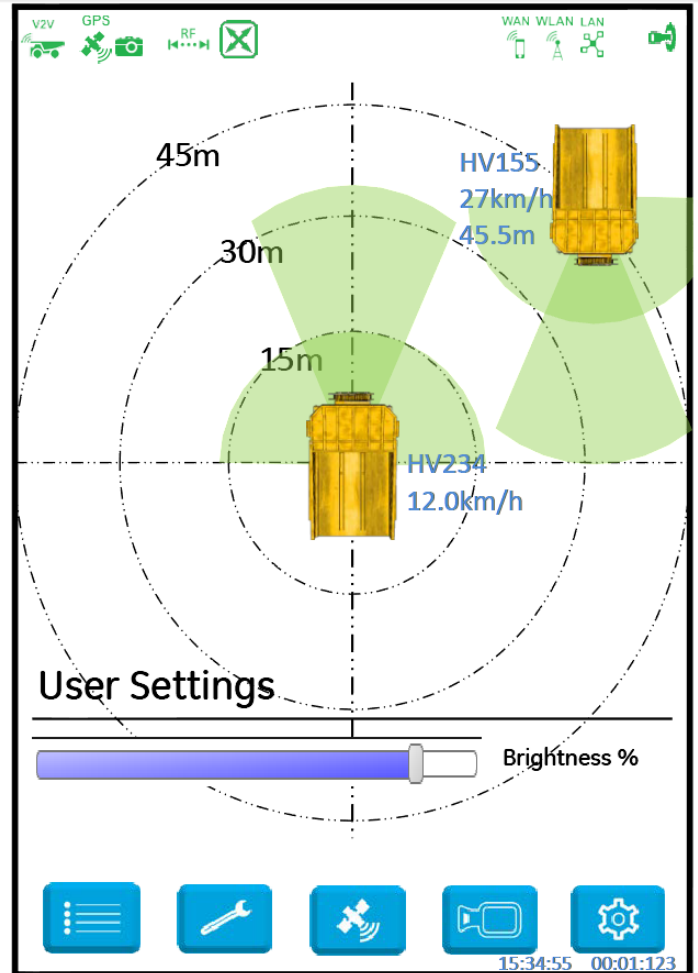 V2V GPS RF WAN WLAN LAN
45m
HV155
27km/h
45.5m
30m
15m
HV234
12.0km/h
User Settings
Brightness %
15:34:55 00:01:123